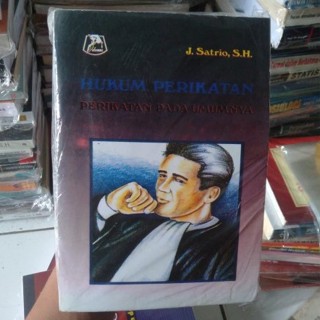 J. Satrio, S.H.
HUKUM PERIKATAN
PERIKATAN PADA UMUMNYA